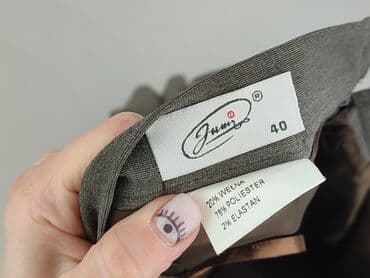 ®
40
20% WEŁNA
78% POLIESTER
2% ELASTAN